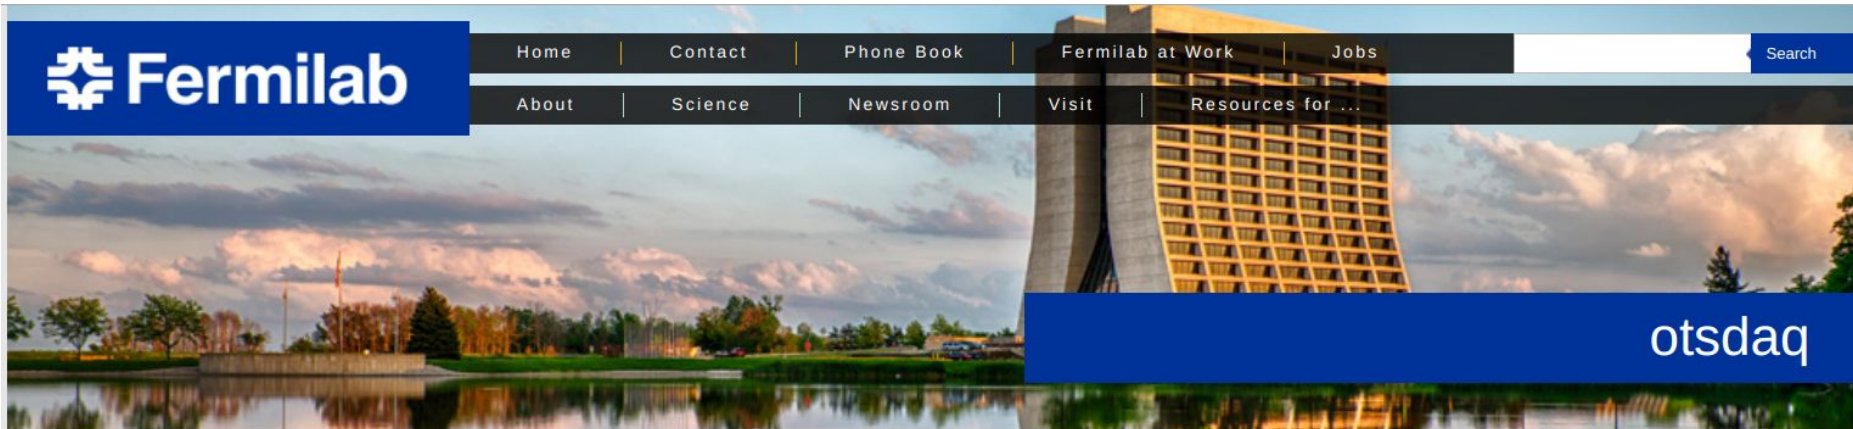 Fermilab
Home Contact Phone Book Fermilab at Work Jobs Search
About Science Newsroom Visit Resources for ...
otsdaq